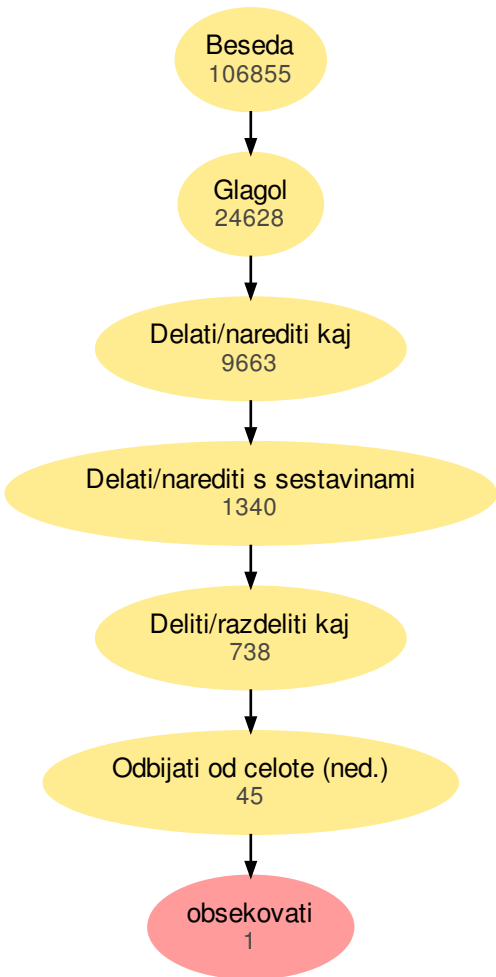 Beseda
106855
Glagol
24628
Delati/narediti kaj
9663
Delati/narediti s sestavinami
1340
Deliti/razdeliti kaj
738
Odbijati od celote (ned.)
45
obsekovati
1